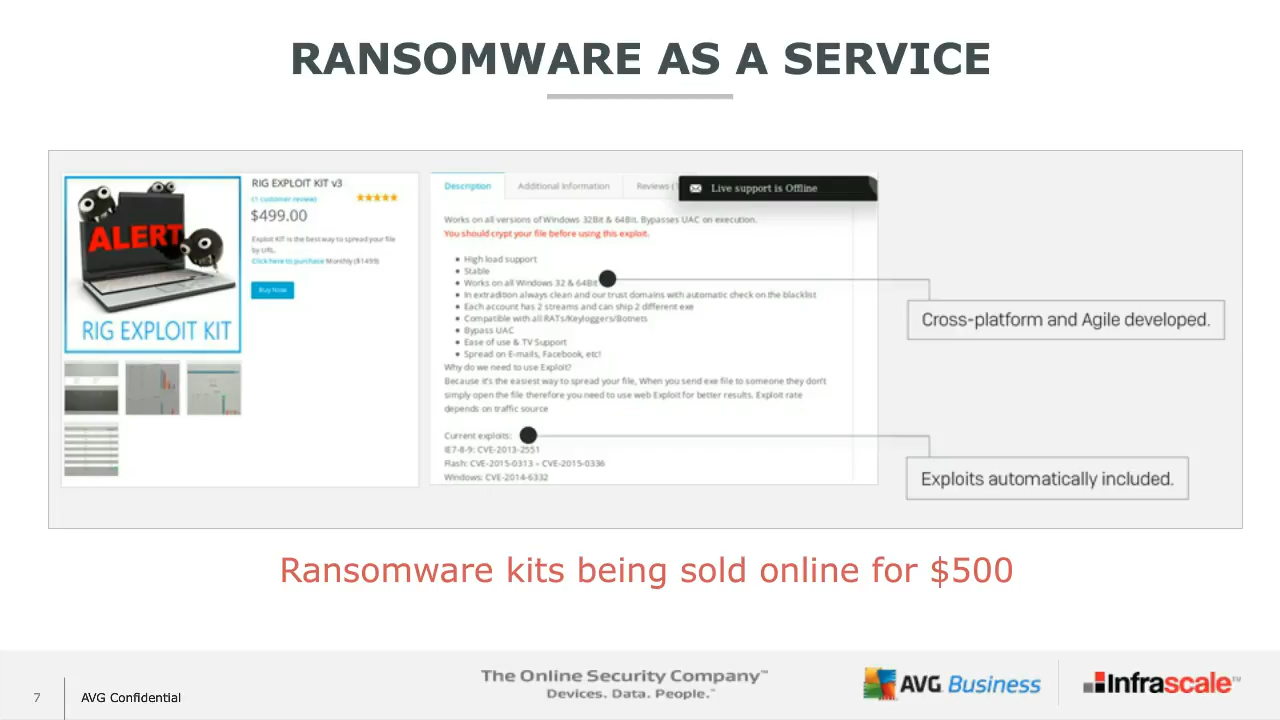 RANSOMWARE AS A SERVICE
ALERT
RIG EXPLOIT KIT
RIG EXPLOIT KIT v3
(1 customer review)
$499.00
Exploit KIT is the best way to spread your file
by URL.
Click here to purchase Monthly ($1499)
Buy Now
Description
Additional Information
Reviews (
Live support is Offline
Works on all versions of Windows 32Bit & 64Bit. Bypasses UAC on execution.
You should crypt your file before using this exploit.
High load support
Stable
Works on all Windows 32 & 64Bit
In extradition always clean and our trust domains with automatic check on the blacklist
Each account has 2 streams and can ship 2 different exe
Compatible with all RATs/Keyloggers/Botnets
Bypass UAC
Ease of use & TV Support
Spread on E-mails, Facebook, etc!
Why do we need to use Exploit?
Because it's the easiest way to spread your file, When you send exe file to someone they don't
simply open the file therefore you need to use web Exploit for better results. Exploit rate
depends on traffic source
Current exploits:
IE7-8-9: CVE-2013-2551
Flash: CVE-2015-0313 – CVE-2015-0336
Windows: CVE-2014-6332
Cross-platform and Agile developed.
Exploits automatically included.
Ransomware kits being sold online for $500
7
AVG Confidential
The Online Security Company™
Devices. Data. People.™
AVG Business
Infrascale™